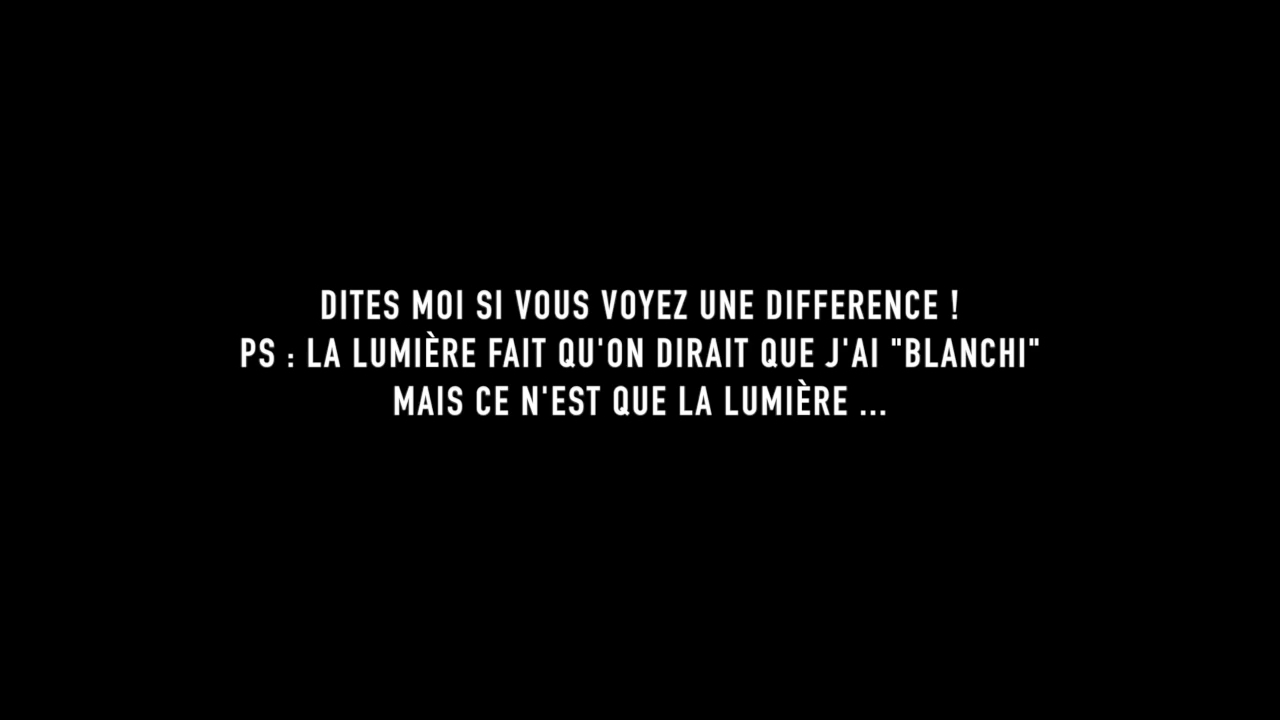 DITES MOI SI VOUS VOYEZ UNE DIFFERENCE !
PS : LA LUMIÈRE FAIT QU'ON DIRAIT QUE J'AI "BLANCHI"
MAIS CE N'EST QUE LA LUMIÈRE ...